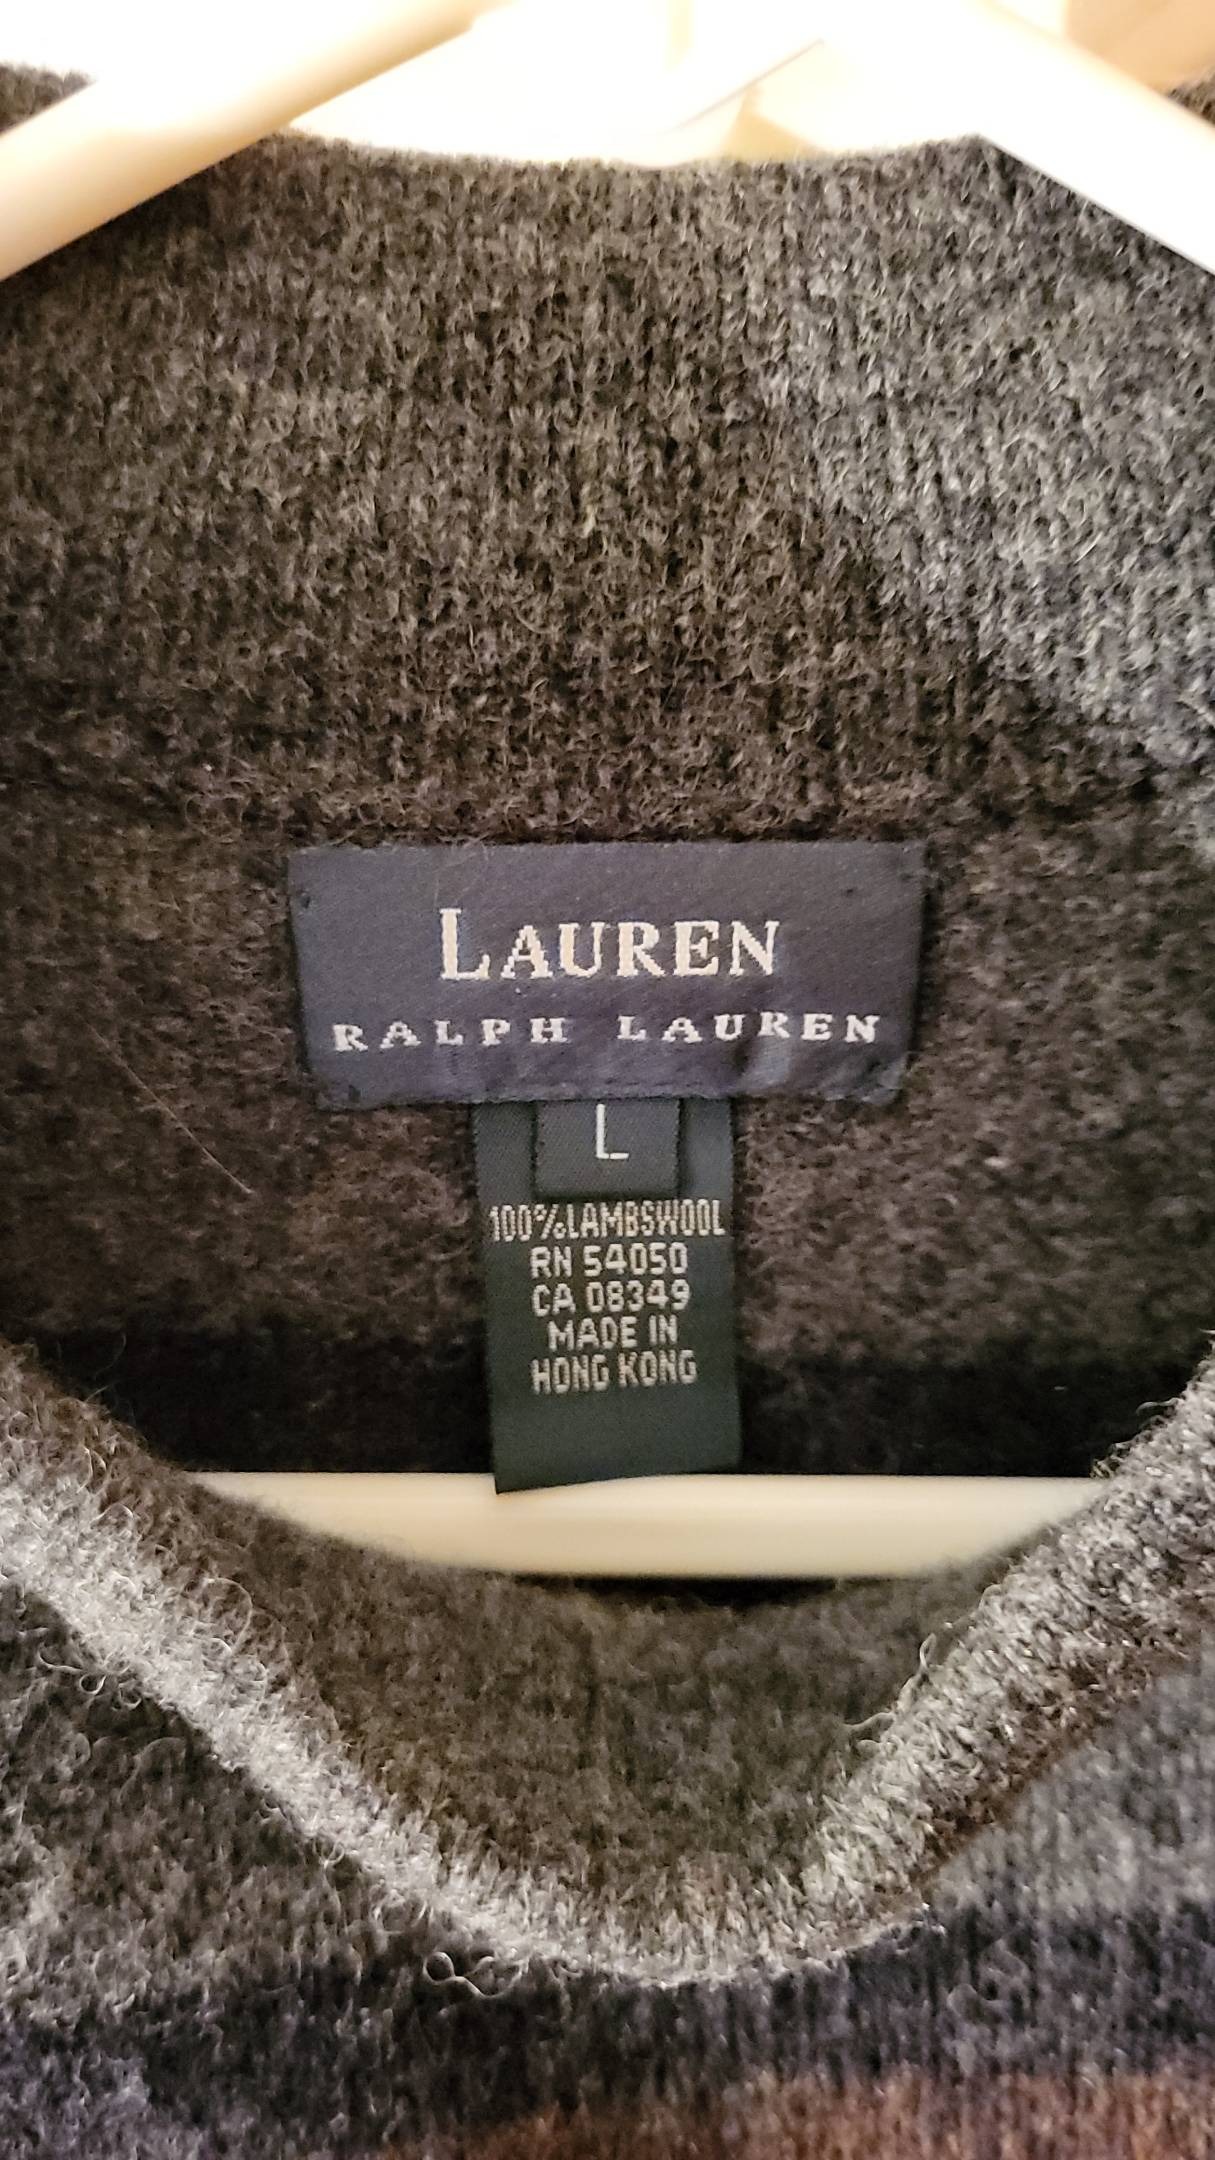 LAUREN
RALPH LAUREN
L
100%LAMBSWOOL
RN 54050
CA 08349
MADE IN
HONG KONG